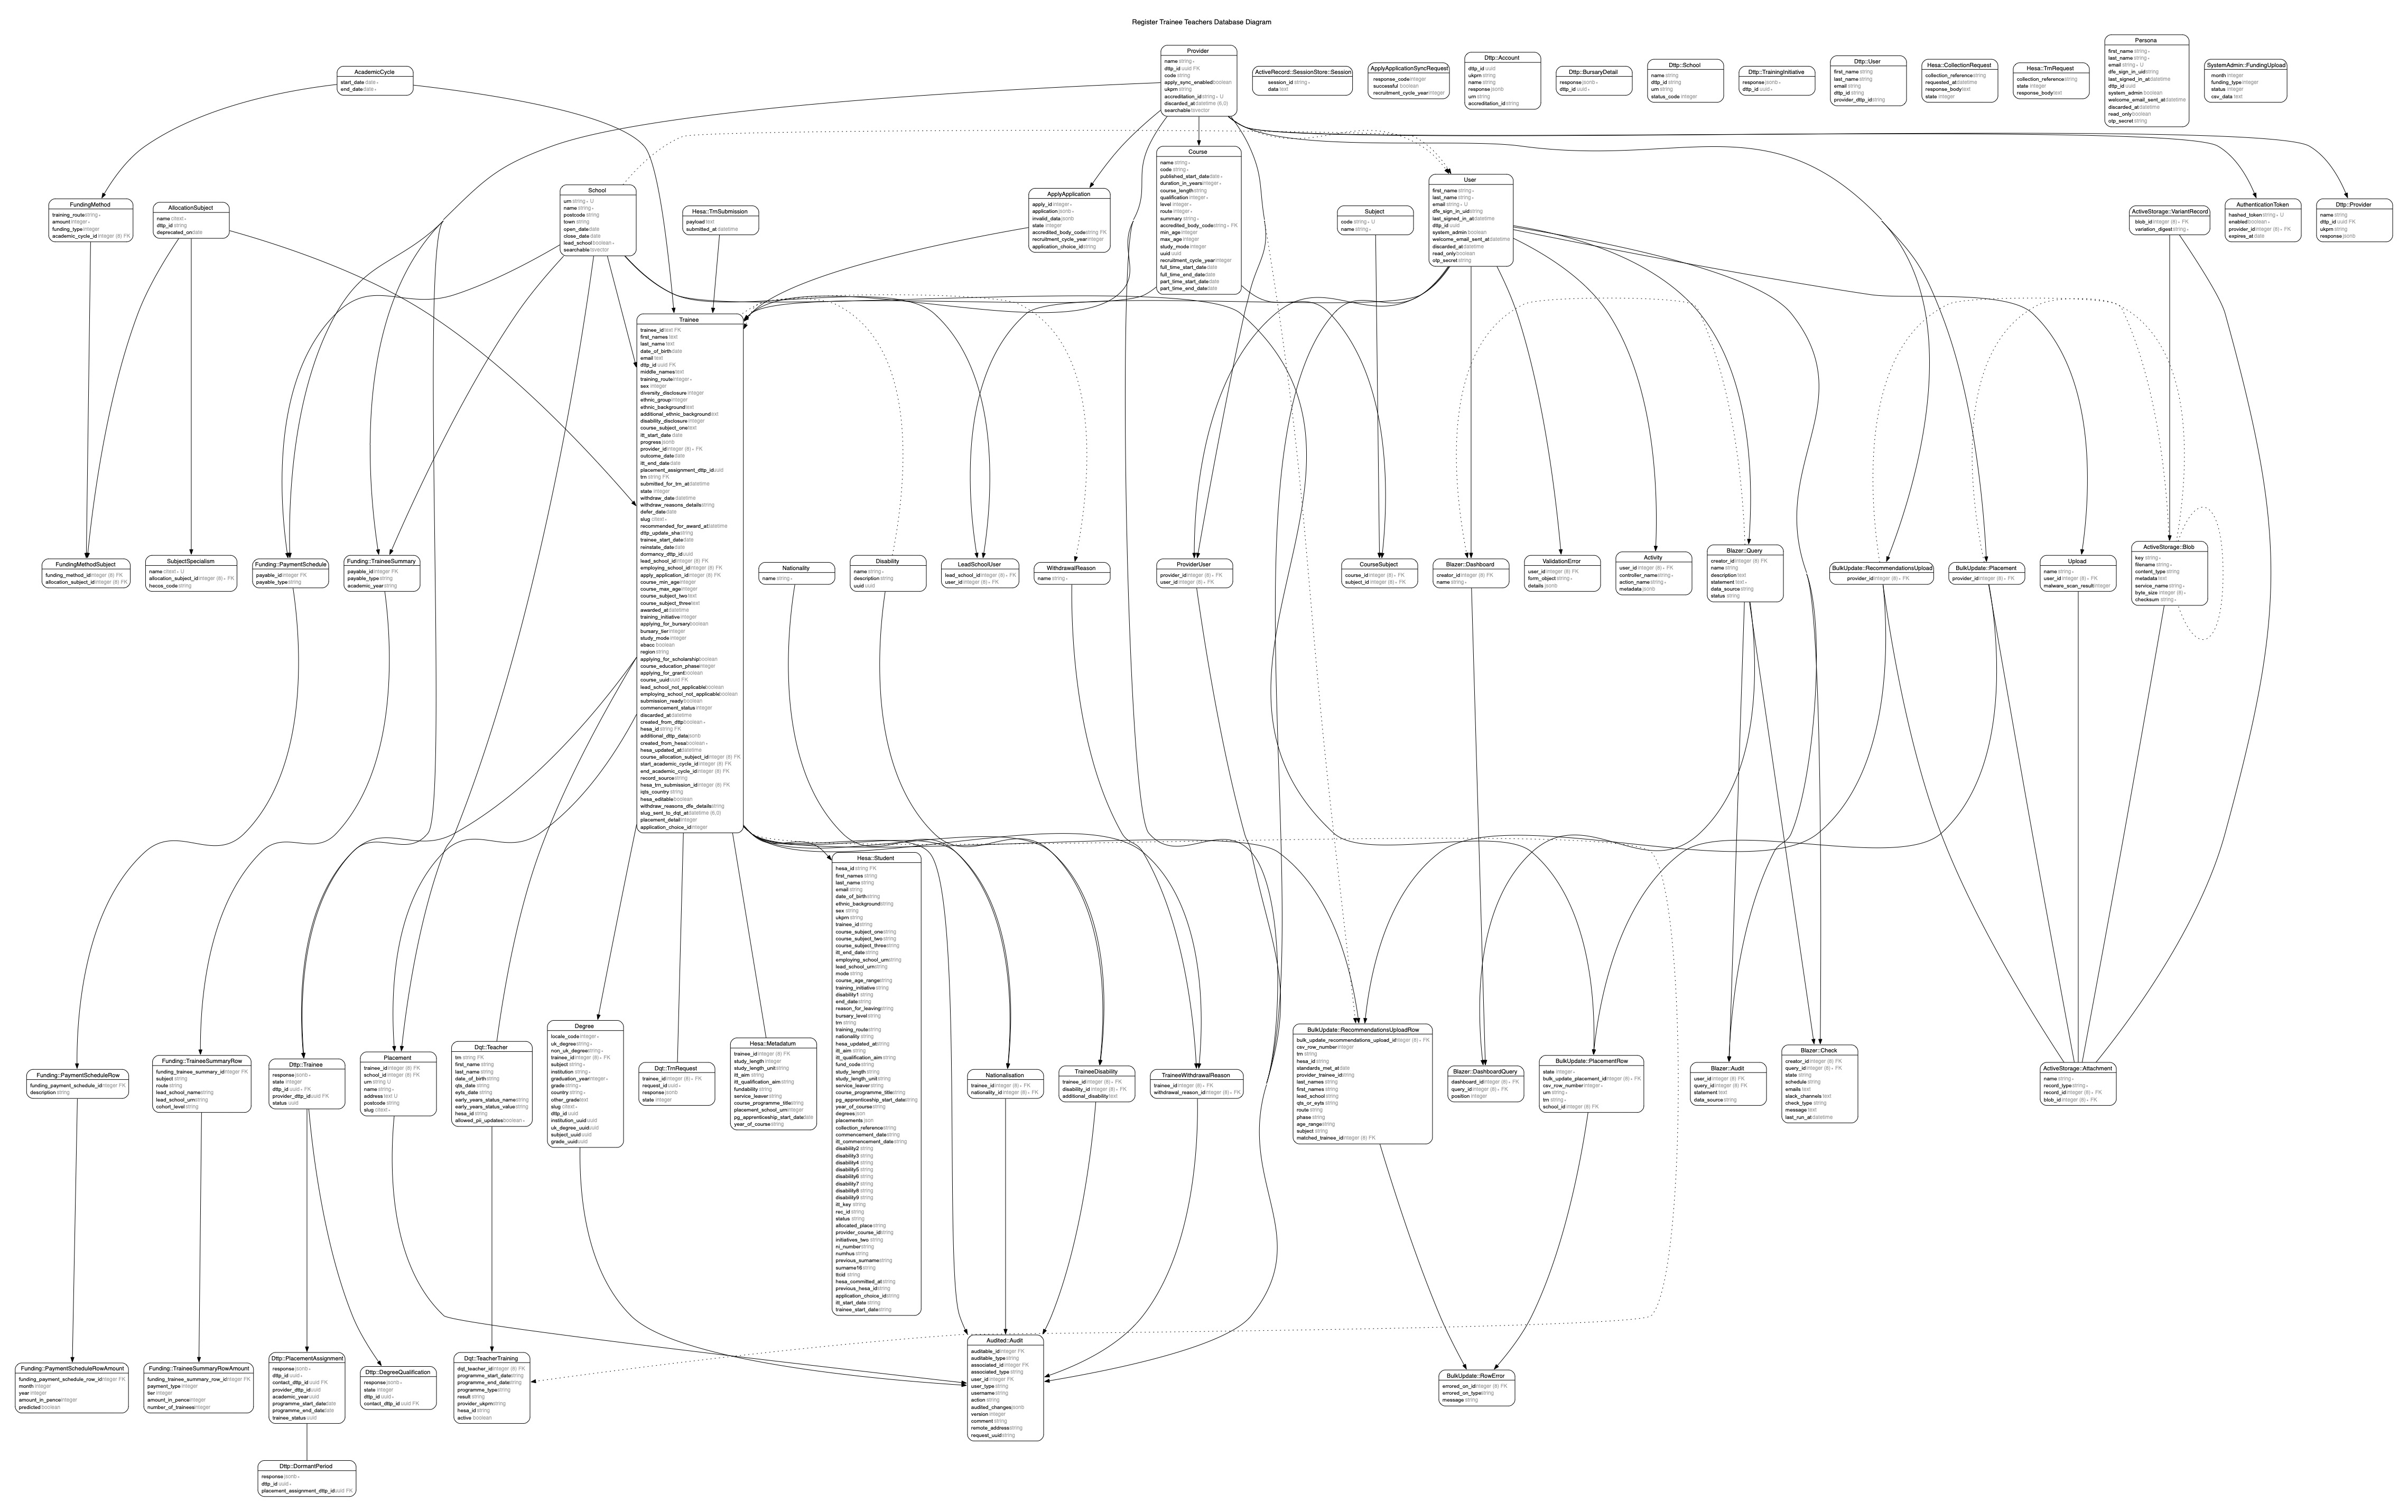 Register Trainee Teachers Database Diagram
AcademicCycle
start_date date ∗
end_date date ∗
Provider
name string ∗
dttp_id uuid FK
code string
apply_sync_enabled boolean
ukprn string
accreditation_id string ∗ U
discarded_at datetime (6,0)
searchable tsvector
ActiveRecord::SessionStore::Session
session_id string ∗
data text
ApplyApplicationSyncRequest
response_code integer
successful boolean
recruitment_cycle_year integer
Dttp::Account
dttp_id uuid
ukprn string
name string
response jsonb
urn string
accreditation_id string
Dttp::BursaryDetail
response jsonb ∗
dttp_id uuid ∗
Dttp::School
name string
dttp_id string
urn string
status_code integer
Dttp::TrainingInitiative
response jsonb ∗
dttp_id uuid ∗
Dttp::User
first_name string
last_name string
email string
dttp_id string
provider_dttp_id string
Hesa::CollectionRequest
collection_reference string
requested_at datetime
response_body text
state integer
Hesa::TrnRequest
collection_reference string
state integer
response_body text
Persona
first_name string ∗
last_name string ∗
email string ∗ U
dfe_sign_in_uid string
last_signed_in_at datetime
dttp_id uuid
system_admin boolean
welcome_email_sent_at datetime
discarded_at datetime
read_only boolean
otp_secret string
SystemAdmin::FundingUpload
month integer
funding_type integer
status integer
csv_data text
FundingMethod
training_route string ∗
amount integer ∗
funding_type integer
academic_cycle_id integer (8) FK
AllocationSubject
name citext ∗
dttp_id string
deprecated_on date
School
urn string ∗ U
name string ∗
postcode string
town string
open_date date
close_date date
lead_school boolean ∗
searchable tsvector
Hesa::TrnSubmission
payload text
submitted_at datetime
ApplyApplication
apply_id integer ∗
application jsonb ∗
invalid_data jsonb
state integer
accredited_body_code string FK
recruitment_cycle_year integer
application_choice_id string
Course
name string ∗
code string ∗
published_start_date date ∗
duration_in_years integer ∗
course_length string
qualification integer ∗
level integer ∗
route integer ∗
summary string ∗
accredited_body_code string ∗ FK
min_age integer
max_age integer
study_mode integer
uuid uuid
recruitment_cycle_year integer
full_time_start_date date
full_time_end_date date
part_time_start_date date
part_time_end_date date
Subject
code string ∗ U
name string ∗
User
first_name string ∗
last_name string ∗
email string ∗ U
dfe_sign_in_uid string
last_signed_in_at datetime
dttp_id uuid
system_admin boolean
welcome_email_sent_at datetime
discarded_at datetime
read_only boolean
otp_secret string
ActiveStorage::VariantRecord
blob_id integer (8) ∗ FK
variation_digest string ∗
AuthenticationToken
hashed_token string ∗ U
enabled boolean ∗
provider_id integer (8) ∗ FK
expires_at date
Dttp::Provider
name string
dttp_id uuid FK
ukprn string
response jsonb
Trainee
trainee_id text FK
first_names text
last_name text
date_of_birth date
email text
dttp_id uuid FK
middle_names text
training_route integer ∗
sex integer
diversity_disclosure integer
ethnic_group integer
ethnic_background text
additional_ethnic_background text
disability_disclosure integer
course_subject_one text
itt_start_date date
progress jsonb
provider_id integer (8) ∗ FK
outcome_date date
itt_end_date date
placement_assignment_dttp_id uuid
trn string FK
submitted_for_trn_at datetime
state integer
withdraw_date datetime
withdraw_reasons_details string
defer_date date
slug citext ∗
recommended_for_award_at datetime
dttp_update_sha string
trainee_start_date date
reinstate_date date
dormancy_dttp_id uuid
lead_school_id integer (8) FK
employing_school_id integer (8) FK
apply_application_id integer (8) FK
course_max_age integer
course_min_age integer
course_subject_two text
course_subject_three text
awarded_at datetime
training_initiative integer
applying_for_bursary boolean
bursary_tier integer
study_mode integer
ebacc boolean
region string
applying_for_scholarship boolean
course_education_phase integer
applying_for_grant boolean
course_uuid uuid FK
lead_school_not_applicable boolean
employing_school_not_applicable boolean
submission_ready boolean
commencement_status integer
discarded_at datetime
created_from_dttp boolean ∗
hesa_id string FK
additional_dttp_data jsonb
created_from_hesa boolean ∗
hesa_updated_at datetime
course_allocation_subject_id integer (8) FK
start_academic_cycle_id integer (8) FK
end_academic_cycle_id integer (8) FK
record_source string
hesa_trn_submission_id integer (8) FK
iqts_country string
hesa_editable boolean
withdraw_reasons_dfe_details string
slug_sent_to_dqt_at datetime (6,0)
placement_detail integer
application_choice_id integer
FundingMethodSubject
funding_method_id integer (8) FK
allocation_subject_id integer (8) FK
SubjectSpecialism
name citext ∗ U
allocation_subject_id integer (8) ∗ FK
hecos_code string
Funding::PaymentSchedule
payable_id integer FK
payable_type string
Funding::TraineeSummary
payable_id integer FK
payable_type string
academic_year string
Nationality
name string ∗
Disability
name string ∗
description string
uuid uuid
LeadSchoolUser
lead_school_id integer (8) ∗ FK
user_id integer (8) ∗ FK
WithdrawalReason
name string ∗
ProviderUser
provider_id integer (8) ∗ FK
user_id integer (8) ∗ FK
CourseSubject
course_id integer (8) ∗ FK
subject_id integer (8) ∗ FK
Blazer::Dashboard
creator_id integer (8) FK
name string ∗
ValidationError
user_id integer (8) FK
form_object string ∗
details jsonb
Activity
user_id integer (8) ∗ FK
controller_name string ∗
action_name string ∗
metadata jsonb
Blazer::Query
creator_id integer (8) FK
name string
description text
statement text ∗
data_source string
status string
BulkUpdate::RecommendationsUpload
provider_id integer (8) ∗ FK
BulkUpdate::Placement
provider_id integer (8) ∗ FK
Upload
name string ∗
user_id integer (8) ∗ FK
malware_scan_result integer
ActiveStorage::Blob
key string ∗
filename string ∗
content_type string
metadata text
service_name string ∗
byte_size integer (8) ∗
checksum string ∗
Hesa::Student
hesa_id string FK
first_names string
last_name string
email string
date_of_birth string
ethnic_background string
sex string
ukprn string
trainee_id string
course_subject_one string
course_subject_two string
course_subject_three string
itt_end_date string
employing_school_urn string
lead_school_urn string
mode string
course_age_range string
training_initiative string
disability1 string
end_date string
reason_for_leaving string
bursary_level string
trn string
training_route string
nationality string
hesa_updated_at string
itt_aim string
itt_qualification_aim string
fund_code string
study_length string
study_length_unit string
service_leaver string
course_programme_title string
pg_apprenticeship_start_date string
year_of_course string
degrees json
placements json
collection_reference string
commencement_date string
itt_commencement_date string
disability2 string
disability3 string
disability4 string
disability5 string
disability6 string
disability7 string
disability8 string
disability9 string
itt_key string
rec_id string
status string
allocated_place string
provider_course_id string
initiatives_two string
ni_number string
numhus string
previous_surname string
surname16 string
ttcid string
hesa_committed_at string
previous_hesa_id string
application_choice_id string
itt_start_date string
trainee_start_date string
Funding::PaymentScheduleRow
funding_payment_schedule_id integer FK
description string
Funding::TraineeSummaryRow
funding_trainee_summary_id integer FK
subject string
route string
lead_school_name string
lead_school_urn string
cohort_level string
Dttp::Trainee
response jsonb ∗
state integer
dttp_id uuid ∗ FK
provider_dttp_id uuid FK
status uuid
Placement
trainee_id integer (8) FK
school_id integer (8) FK
urn string U
name string ∗
address text U
postcode string
slug citext ∗
Dqt::Teacher
trn string FK
first_name string
last_name string
date_of_birth string
qts_date string
eyts_date string
early_years_status_name string
early_years_status_value string
hesa_id string
allowed_pii_updates boolean ∗
Degree
locale_code integer ∗
uk_degree string ∗
non_uk_degree string ∗
trainee_id integer (8) ∗ FK
subject string ∗
institution string ∗
graduation_year integer ∗
grade string ∗
country string ∗
other_grade text
slug citext ∗
dttp_id uuid
institution_uuid uuid
uk_degree_uuid uuid
subject_uuid uuid
grade_uuid uuid
Dqt::TrnRequest
trainee_id integer (8) ∗ FK
request_id uuid ∗
response jsonb
state integer
Hesa::Metadatum
trainee_id integer (8) FK
study_length integer
study_length_unit string
itt_aim string
itt_qualification_aim string
fundability string
service_leaver string
course_programme_title string
placement_school_urn integer
pg_apprenticeship_start_date date
year_of_course string
Nationalisation
trainee_id integer (8) ∗ FK
nationality_id integer (8) ∗ FK
TraineeDisability
trainee_id integer (8) ∗ FK
disability_id integer (8) ∗ FK
additional_disability text
TraineeWithdrawalReason
trainee_id integer (8) ∗ FK
withdrawal_reason_id integer (8) ∗ FK
BulkUpdate::RecommendationsUploadRow
bulk_update_recommendations_upload_id integer (8) ∗ FK
csv_row_number integer
trn string
hesa_id string
standards_met_at date
provider_trainee_id string
last_names string
first_names string
lead_school string
qts_or_eyts string
route string
phase string
age_range string
subject string
matched_trainee_id integer (8) FK
Blazer::DashboardQuery
dashboard_id integer (8) ∗ FK
query_id integer (8) ∗ FK
position integer
BulkUpdate::PlacementRow
state integer ∗
bulk_update_placement_id integer (8) ∗ FK
csv_row_number integer ∗
urn string ∗
trn string ∗
school_id integer (8) FK
Blazer::Audit
user_id integer (8) FK
query_id integer (8) FK
statement text
data_source string
Blazer::Check
creator_id integer (8) FK
query_id integer (8) ∗ FK
state string
schedule string
emails text
slack_channels text
check_type string
message text
last_run_at datetime
ActiveStorage::Attachment
name string ∗
record_type string ∗
record_id integer (8) ∗ FK
blob_id integer (8) ∗ FK
Funding::PaymentScheduleRowAmount
funding_payment_schedule_row_id integer FK
month integer
year integer
amount_in_pence integer
predicted boolean
Funding::TraineeSummaryRowAmount
funding_trainee_summary_row_id integer FK
payment_type integer
tier integer
amount_in_pence integer
number_of_trainees integer
Dttp::PlacementAssignment
response jsonb ∗
dttp_id uuid ∗
contact_dttp_id uuid FK
provider_dttp_id uuid
academic_year uuid
programme_start_date date
programme_end_date date
trainee_status uuid
Dttp::DegreeQualification
response jsonb ∗
state integer
dttp_id uuid ∗
contact_dttp_id uuid FK
Dqt::TeacherTraining
dqt_teacher_id integer (8) FK
programme_start_date string
programme_end_date string
programme_type string
result string
provider_ukprn string
hesa_id string
active boolean
Audited::Audit
auditable_id integer FK
auditable_type string
associated_id integer FK
associated_type string
user_id integer FK
user_type string
username string
action string
audited_changes jsonb
version integer
comment string
remote_address string
request_uuid string
BulkUpdate::RowError
errored_on_id integer (8) FK
errored_on_type string
message string
Dttp::DormantPeriod
response jsonb ∗
dttp_id uuid ∗
placement_assignment_dttp_id uuid FK